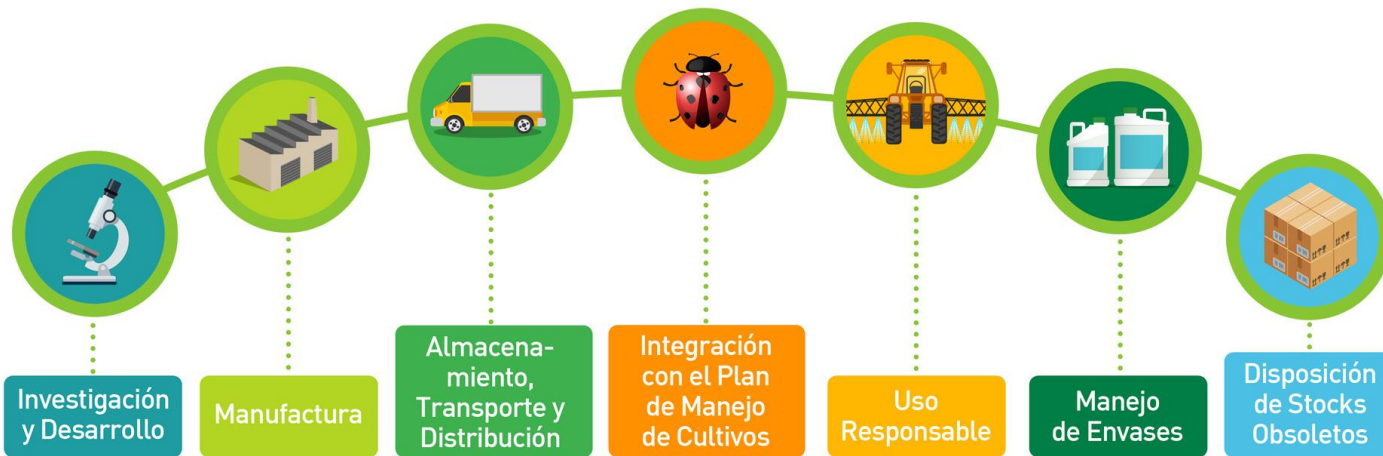 Investigación
y Desarrollo
Manufactura
Almacena-
miento,
Transporte y
Distribución
Integración
con el Plan
de Manejo
de Cultivos
Uso
Responsable
Manejo
de Envases
Disposición
de Stocks
Obsoletos